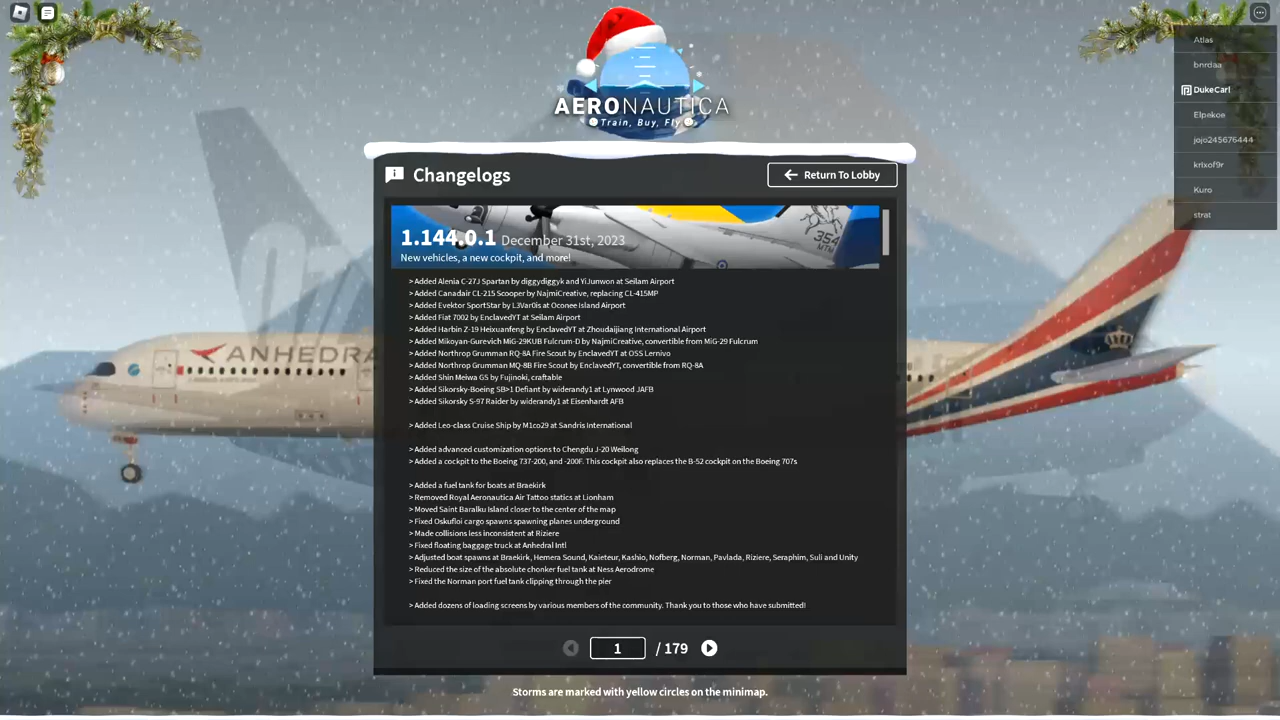 AERONAUTICA
Train, Buy, Fly
Atlas
bnrdaa
DukeCarl
Elpekoe
jojo245676444
krixof9r
Kuro
strat
Changelogs
Return To Lobby
354
MTW
1.144.0.1 December 31st, 2023
New vehicles, a new cockpit, and more!
> Added Alenia C-27J Spartan by diggydiggyk and YiJunwon at Seilam Airport
> Added Canadair CL-215 Scooper by NajmiCreative, replacing CL-415MP
> Added Evektor SportStar by L3Var0is at Oconee Island Airport
> Added Fiat 7002 by EnclavedYT at Seilam Airport
> Added Harbin Z-19 Heixuanfeng by EnclavedYT at Zhoudaijiang International Airport
> Added Mikoyan-Gurevich MiG-29KUB Fulcrum-D by NajmiCreative, convertible from MiG-29 Fulcrum
> Added Northrop Grumman RQ-8A Fire Scout by EnclavedYT at OSS Lernivo
> Added Northrop Grumman MQ-8B Fire Scout by EnclavedYT, convertible from RQ-8A
> Added Shin Meiwa GS by Fujinoki, craftable
> Added Sikorsky-Boeing SB>1 Defiant by widerandy1 at Lynwood JAFB
> Added Sikorsky S-97 Raider by widerandy1 at Eisenhardt AFB
> Added Leo-class Cruise Ship by M1co29 at Sandris International
> Added advanced customization options to Chengdu J-20 Weilong
> Added a cockpit to the Boeing 737-200, and -200F. This cockpit also replaces the B-52 cockpit on the Boeing 707s
> Added a fuel tank for boats at Braekirk
> Removed Royal Aeronautica Air Tattoo statics at Lionham
> Moved Saint Baralku Island closer to the center of the map
> Fixed Oskufloi cargo spawns spawning planes underground
> Made collisions less inconsistent at Riziere
> Fixed floating baggage truck at Anhedral Intl
> Adjusted boat spawns at Braekirk, Hemera Sound, Kaieteur, Kashio, Nofberg, Norman, Pavlada, Riziere, Seraphim, Suli and Unity
> Reduced the size of the absolute chonker fuel tank at Ness Aerodrome
> Fixed the Norman port fuel tank clipping through the pier
> Added dozens of loading screens by various members of the community. Thank you to those who have submitted!
ANHEDRA
1 / 179
Storms are marked with yellow circles on the minimap.